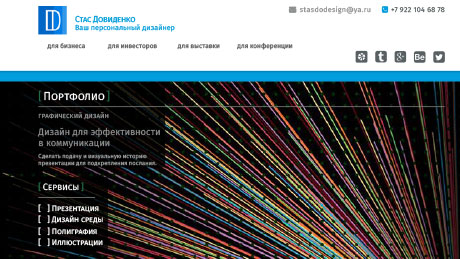 stasdodesign@ya.ru +7 922 104 68 78
Стас Довиденко
Ваш персональный дизайнер
для бизнеса для инвесторов для выставки для конференции
[Портфолио]
ГРАФИЧЕСКИЙ ДИЗАЙН
Дизайн для эффективности
в коммуникации
Сделать подачу и визуальную историю
презентации для подкрепления послания.
[Сервисы]
[ ] Презентация
[ ] Дизайн среды
[ ] Полиграфия
[ ] Иллюстрации